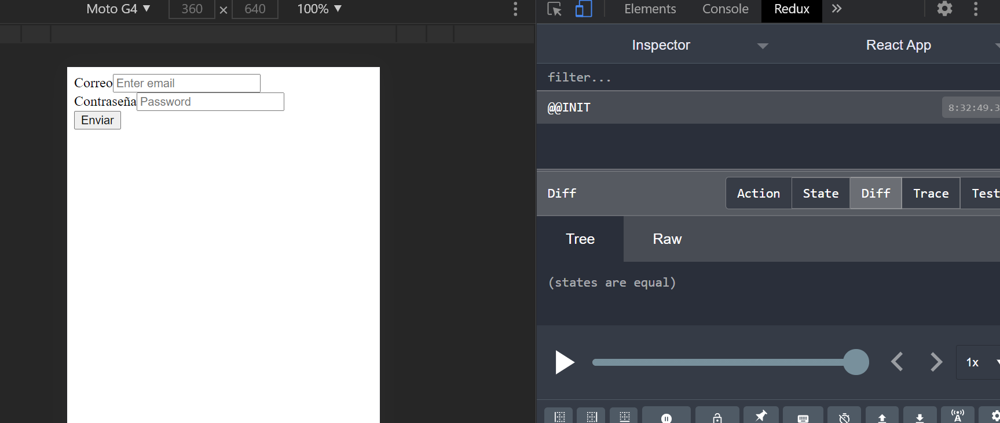 Moto G4 ▼ 360 × 640 100% ▼
Elements Console Redux »
Inspector React App
filter...
@@INIT 8:32:49.3
Correo Enter email
Contraseña Password
Enviar
Diff Action State Diff Trace Test
Tree Raw
(states are equal)
1x